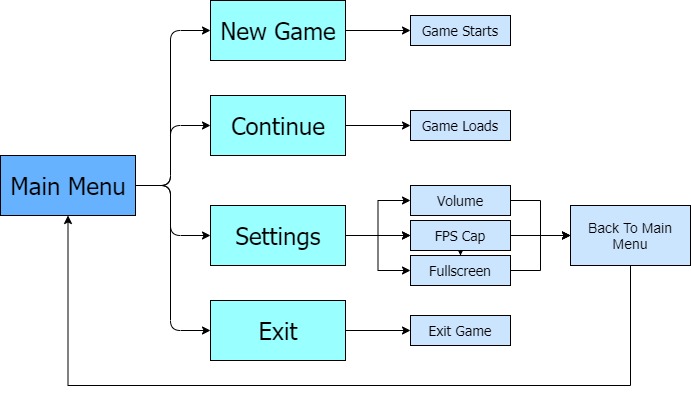 New Game
Game Starts
Continue
Game Loads
Main Menu
Settings
Volume
FPS Cap
Fullscreen
Back To Main
Menu
Exit
Exit Game